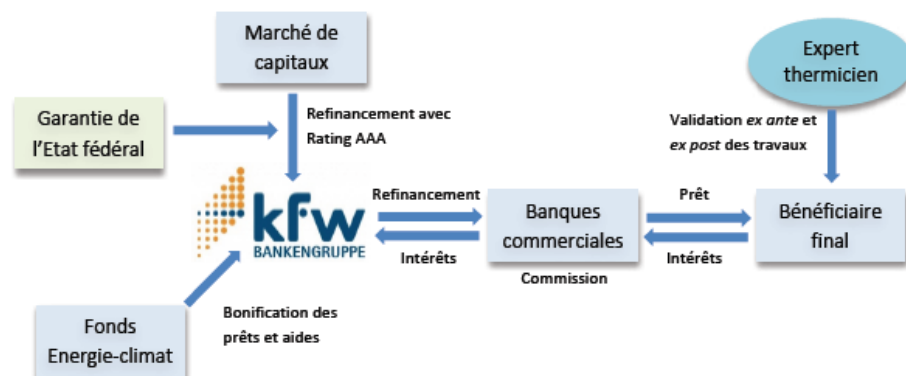 Marché de
capitaux
Expert
thermicien
Garantie de
l'Etat fédéral
Refinancement avec
Rating AAA
Validation ex ante et
ex post des travaux
kfw
BANKENGRUPPE
Refinancement
Intérêts
Banques
commerciales
Commission
Prêt
Intérêts
Bénéficiaire
final
Fonds
Energie-climat
Bonification des
prêts et aides